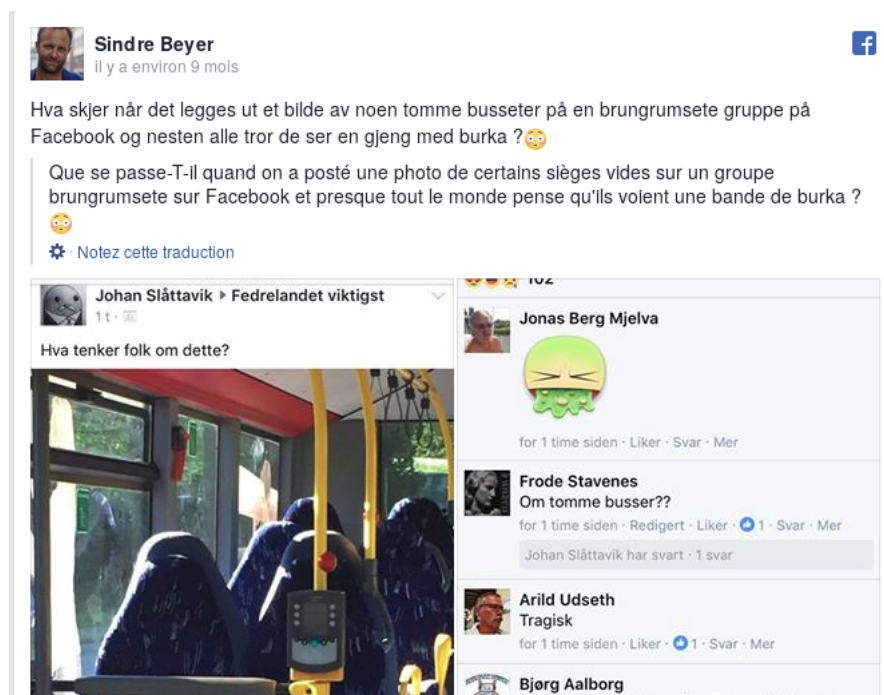 Sindre Beyer
il y a environ 9 mois
Hva skjer når det legges ut et bilde av noen tomme busseter på en brungrumsete gruppe på
Facebook og nesten alle tror de ser en gjeng med burka ?😳
Que se passe-T-il quand on a posté une photo de certains sièges vides sur un groupe
brungrumsete sur Facebook et presque tout le monde pense qu'ils voient une bande de burka ?
😳
· Notez cette traduction
Johan Slåttavik ▸ Fedrelandet viktigst
1 t ·
Hva tenker folk om dette?
102
Jonas Berg Mjelva
for 1 time siden · Liker · Svar · Mer
Frode Stavenes
Om tomme busser??
for 1 time siden · Redigert · Liker · 1 · Svar · Mer
Johan Slåttavik har svart · 1 svar
Arild Udseth
Tragisk
for 1 time siden · Liker · 1 · Svar · Mer
Bjørg Aalborg